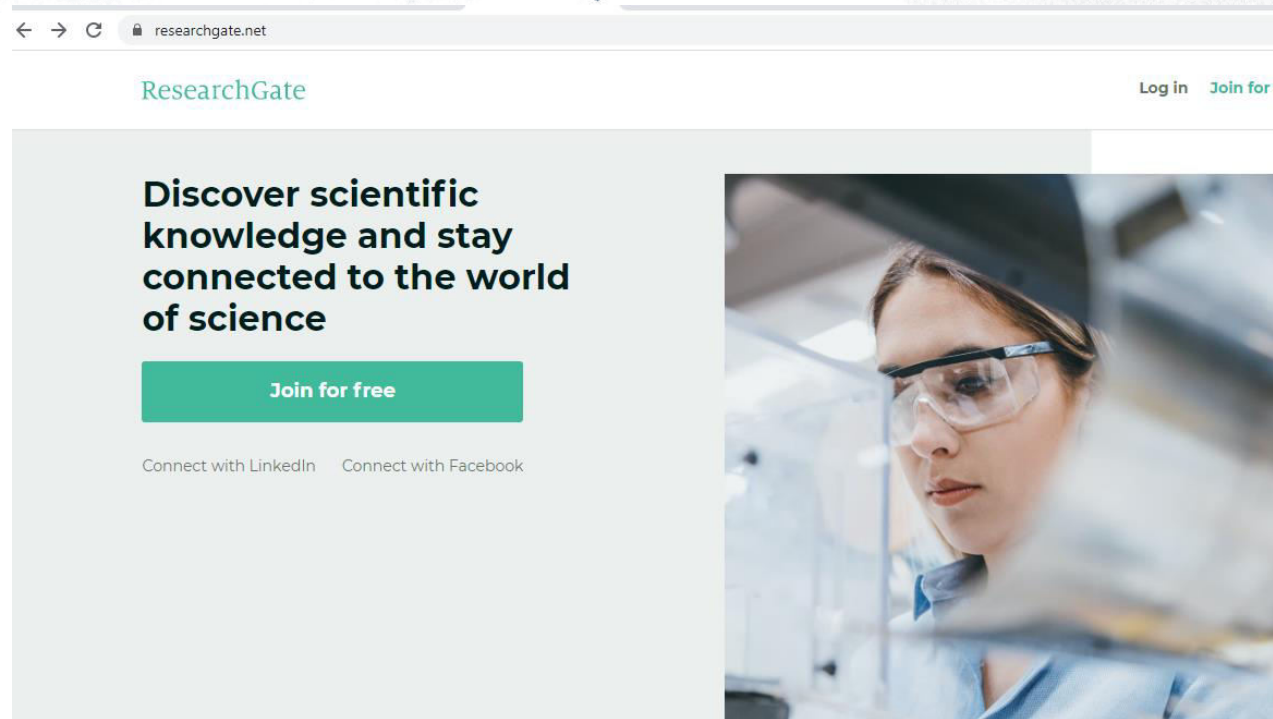 researchgate.net
ResearchGate
Log in Join for
Discover scientific
knowledge and stay
connected to the world
of science
Join for free
Connect with LinkedIn Connect with Facebook